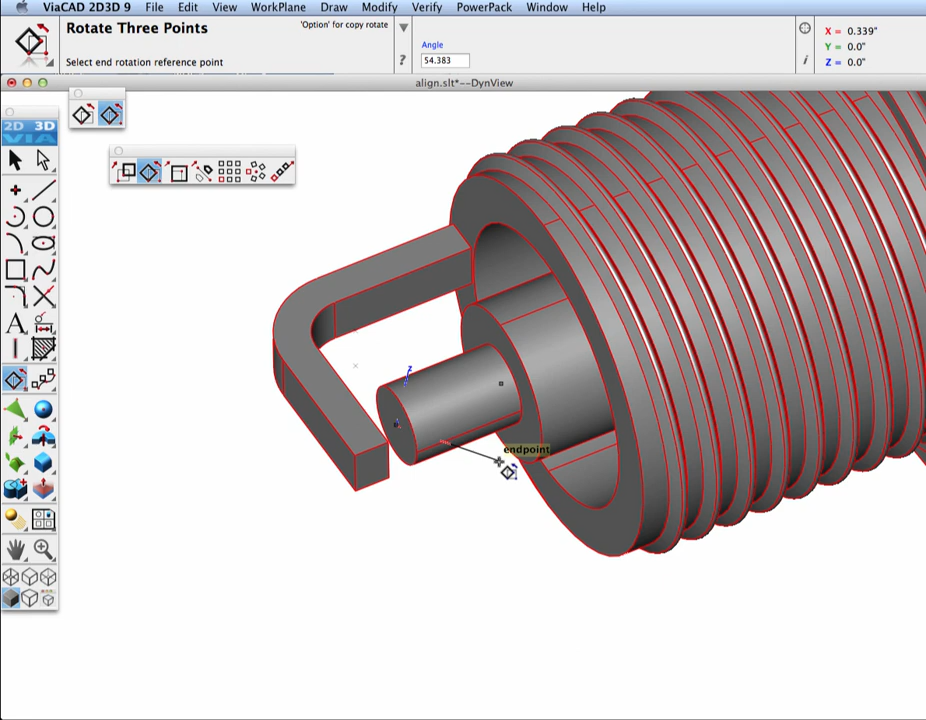 ViaCAD 2D3D 9 File Edit View WorkPlane Draw Modify Verify PowerPack Window Help
Rotate Three Points
'Option' for copy rotate
Select end rotation reference point
?
Angle
54.383
i
X = 0.339"
Y = 0.0"
Z = 0.0"
align.slt*--DynView
2D 3D
VIA
A
z
endpoint